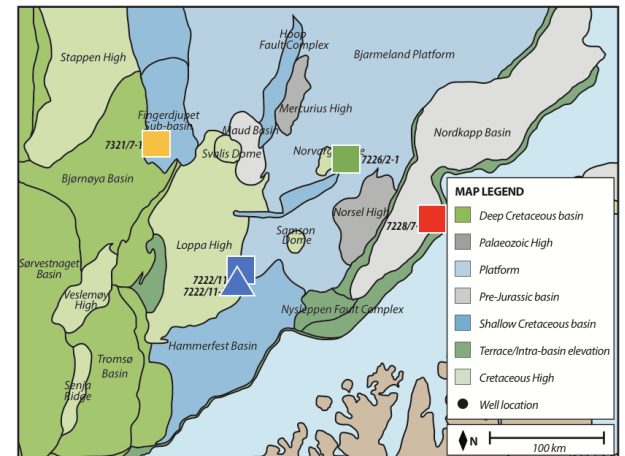 Hoop
Fault Complex
Stappen High
Bjarmeland Platform
Mercurius High
Fingerdjupet
Sub-basin
Maud Basin
Nordkapp Basin
7321/7-1
Svalis Dome
7226/2-1
Bjørnøya Basin
MAP LEGEND
Norsel High
Deep Cretaceous basin
7228/7-
Samson
Dome
Palaeozoic High
Loppa High
Sørvestnaget
Basin
Platform
7222/11
7222/11-
Pre-Jurassic basin
Veslemøy
High
Nysleppen Fault Complex
Shallow Cretaceous basin
Hammerfest Basin
Terrace/Intra-basin elevation
Tromsø
Basin
Cretaceous High
Senja
Ridge
Well location
N
100 km